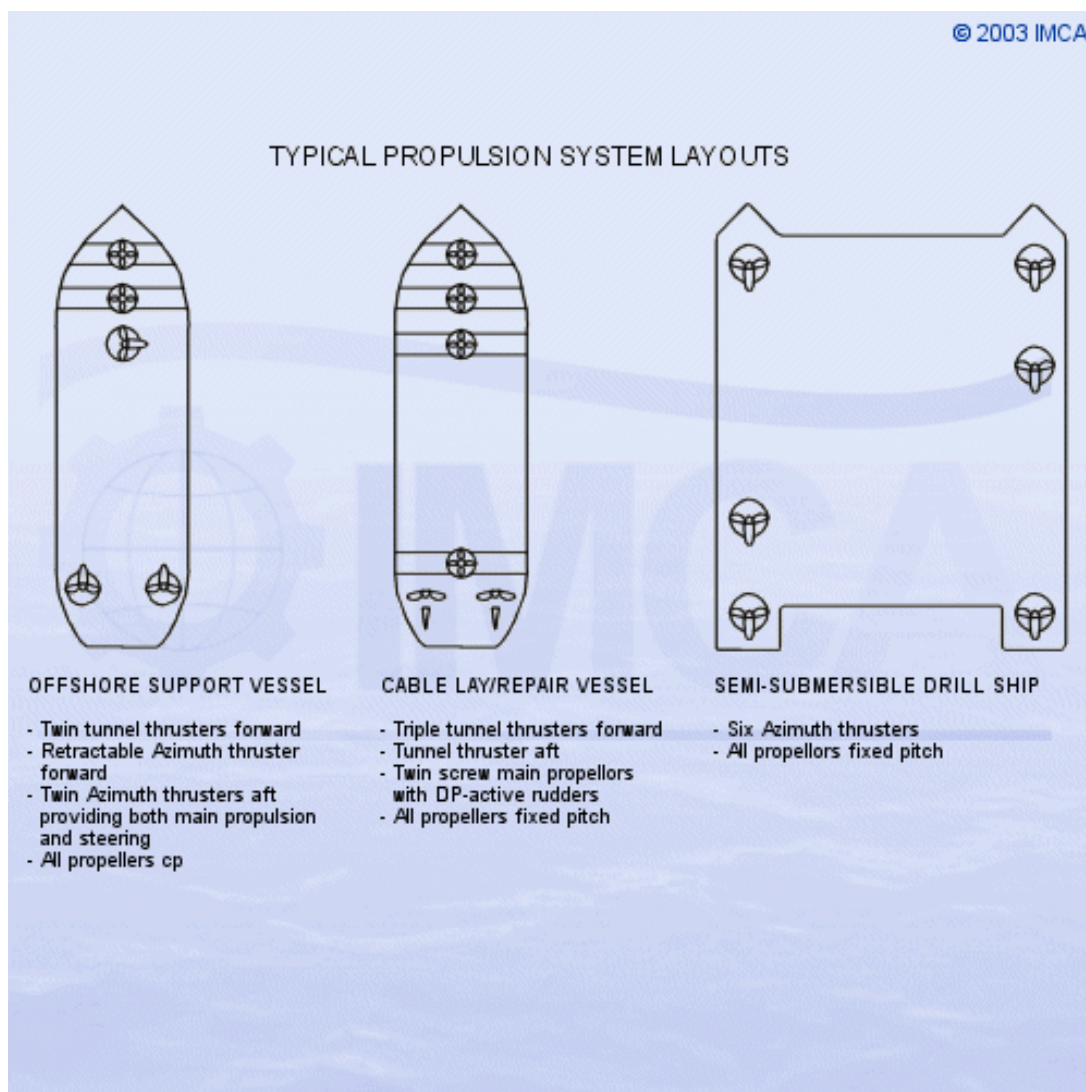 © 2003 IMCA
TYPICAL PROPULSION SYSTEM LAYOUTS
IMCA
OFFSHORE SUPPORT VESSEL
- Twin tunnel thrusters forward
- Retractable Azimuth thruster
forward
- Twin Azimuth thrusters aft
providing both main propulsion
and steering
- All propellers cp
CABLE LAY/REPAIR VESSEL
- Triple tunnel thrusters forward
- Tunnel thruster aft
- Twin screw main propellors
with DP-active rudders
- All propellers fixed pitch
SEMI-SUBMERSIBLE DRILL SHIP
- Six Azimuth thrusters
- All propellors fixed pitch